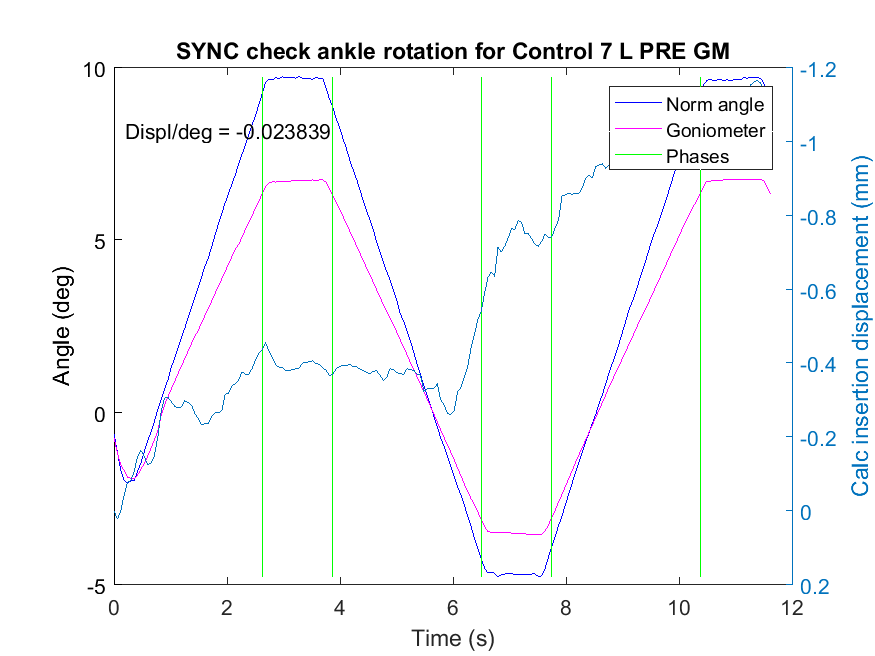 SYNC check ankle rotation for Control 7 L PRE GM
10
5
0
-5
Angle (deg)
Displ/deg = -0.023839
Norm angle
Goniometer
Phases
-1.2
-1
-0.8
-0.6
-0.4
-0.2
0
0.2
Calc insertion displacement (mm)
0
2
4
6
8
10
12
Time (s)